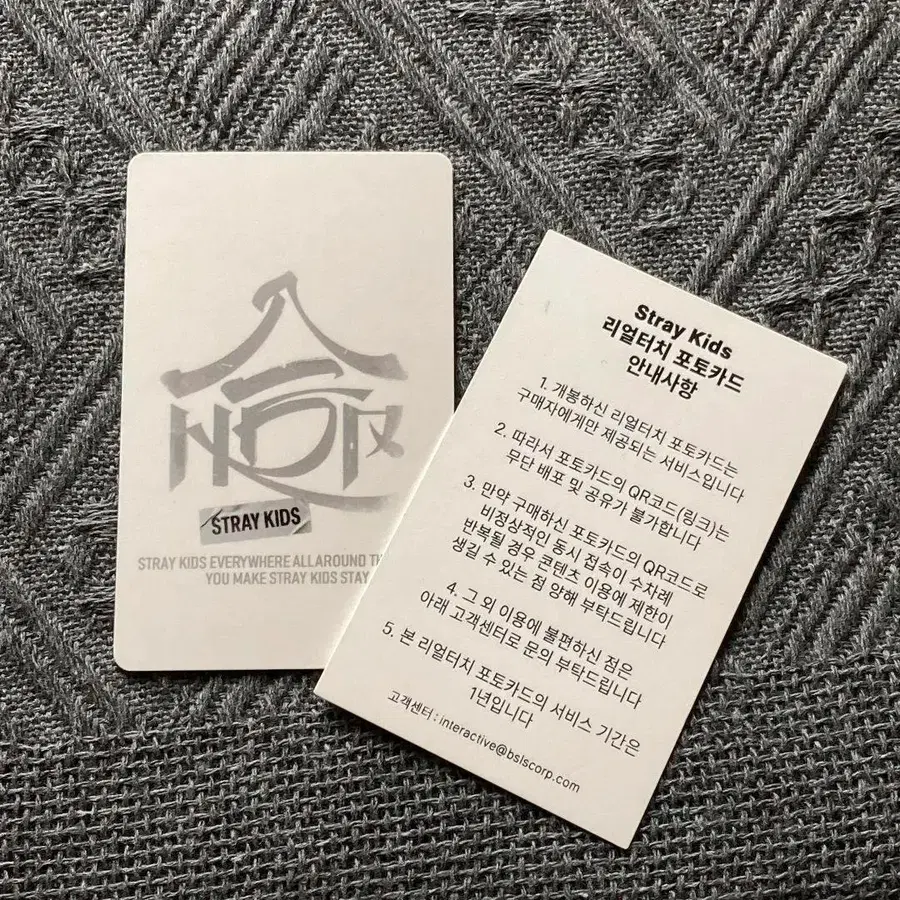 STRAY KIDS
STRAY KIDS EVERYWHERE ALL AROUND
YOU MAKE STRAY KIDS STAY
Stray Kids
리얼터치 포토카드
안내사항
1. 개봉하신 리얼터치 포토카드는
구매자에게만 제공되는 서비스입니다
2. 따라서 포토카드의 QR코드(링크)는
무단 배포 및 공유가 불가합니다
3. 만약 구매하신 포토카드의 QR코드로
비정상적인 동시 접속이 수차례
반복될 경우 콘텐츠 이용에 제한이
생길 수 있는 점 양해 부탁드립니다
4. 그 외 이용에 불편하신 점은
아래 고객센터로 문의 부탁드립니다
5. 본 리얼터치 포토카드의 서비스 기간은
1년입니다
고객센터 : interactive@bslscorp.com